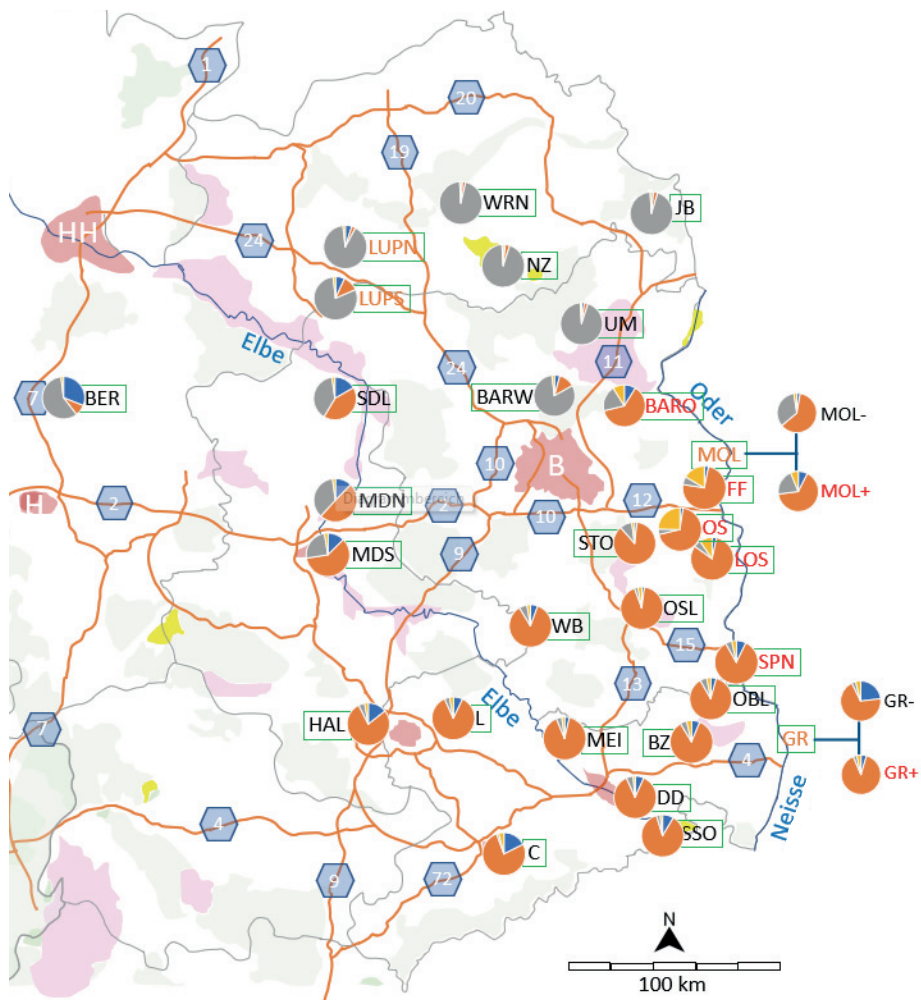 1
20
19
WRN
JB
HH
24
LUPN
NZ
LUPS
UM
Elbe
11
24
7
BER
SDL
BARW
BARO
Oder
MOL-
MOL
B
10
H
2
MDN
Diagrammbereich
2
10
12
FF
MOL+
OS
STO
LOS
MDS
9
OSL
WB
15
SPN
13
OBL
Elbe
GR-
7
HAL
L
MEI
BZ
GR
4
GR+
DD
Neisse
4
SSO
C
9
72
N
100 km